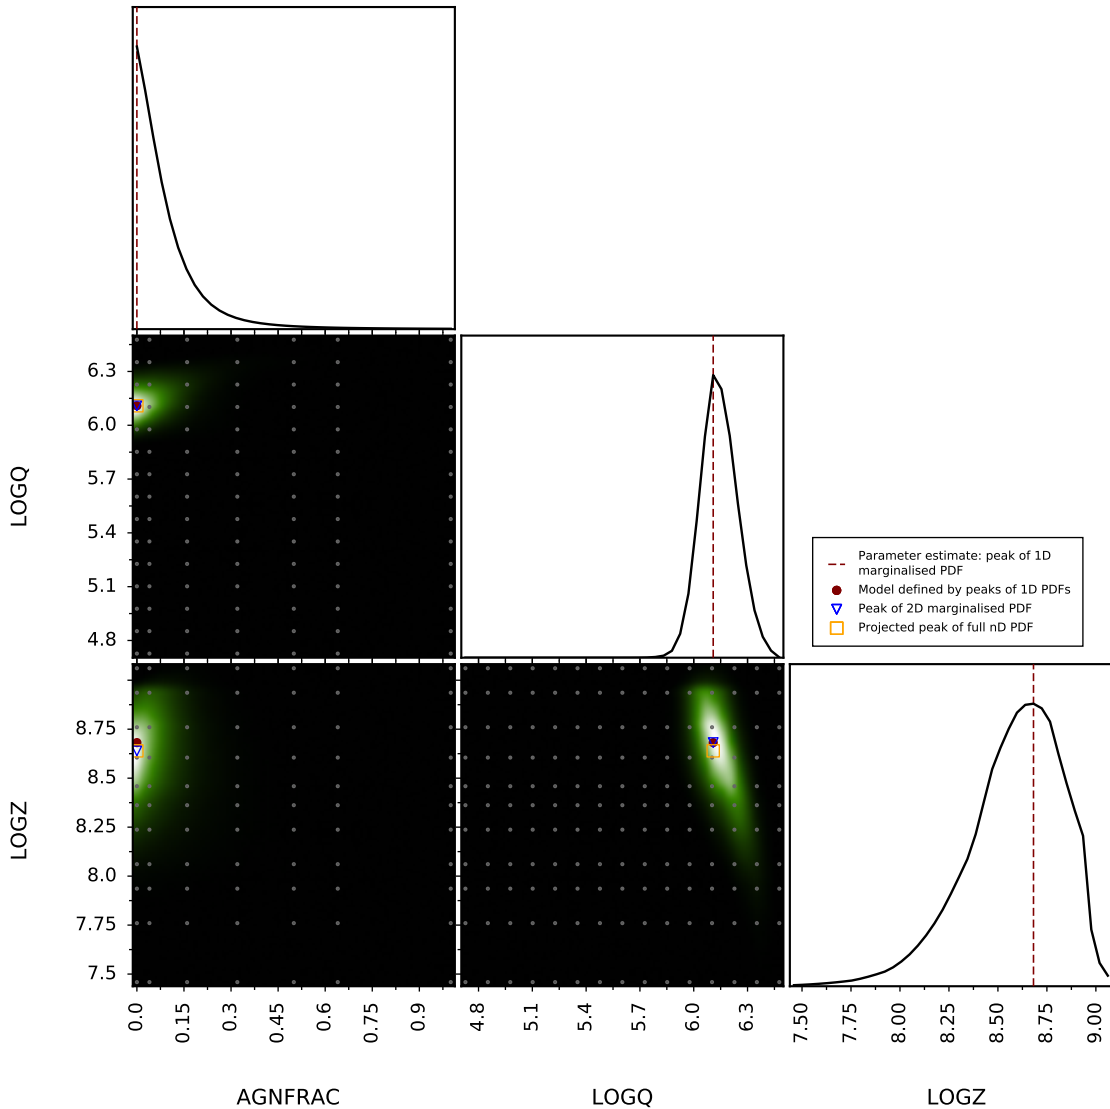 6.3
6.0
5.7
5.4
5.1
4.8
LOGQ
Parameter estimate: peak of 1D
marginalised PDF
Model defined by peaks of 1D PDFs
Peak of 2D marginalised PDF
Projected peak of full nD PDF
8.75
8.5
8.25
8.0
7.75
7.5
LOGZ
0.0 0.15 0.3 0.45 0.6 0.75 0.9
4.8 5.1 5.4 5.7 6.0 6.3
7.50 7.75 8.00 8.25 8.50 8.75 9.00
AGNFRAC LOGQ LOGZ